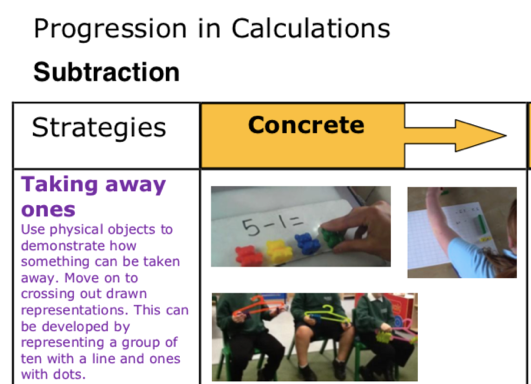 Progression in Calculations
Subtraction
Strategies
Concrete
Taking away
ones
Use physical objects to
demonstrate how
something can be taken
away. Move on to
crossing out drawn
representations. This can
be developed by
representing a group of
ten with a line and ones
with dots.
5-1=